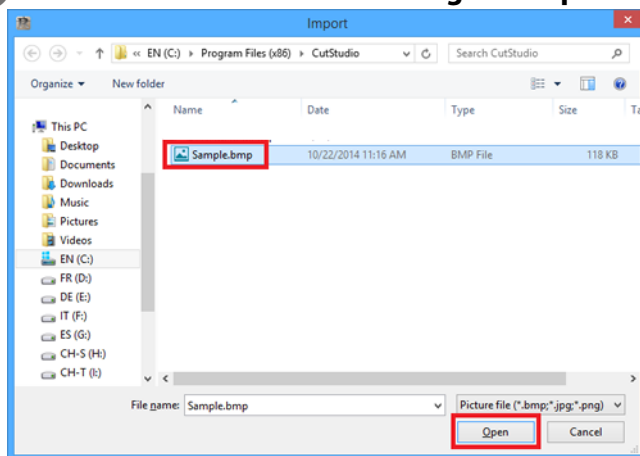 Import
« EN (C:) Program Files (x86) CutStudio Search CutStudio
Organize New folder
Name Date Type Size
This PC
Desktop
Documents
Downloads
Music
Pictures
Videos
EN (C:)
FR (D:)
DE (E:)
IT (F:)
ES (G:)
CH-S (H:)
CH-T (I:)
Sample.bmp 10/22/2014 11:16 AM BMP File 118 KB
File name: Sample.bmp Picture file (*.bmp;*.jpg;*.png)
Open Cancel